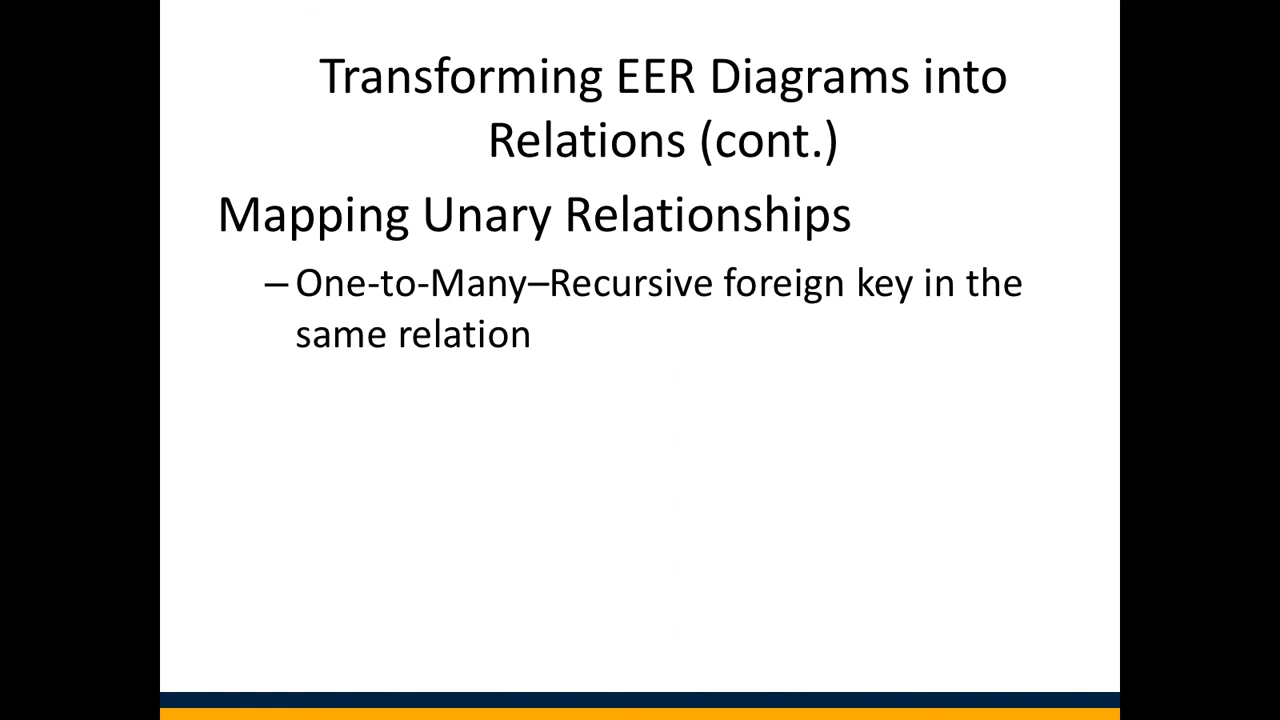 Transforming EER Diagrams into
Relations (cont.)
Mapping Unary Relationships
– One-to-Many–Recursive foreign key in the
same relation